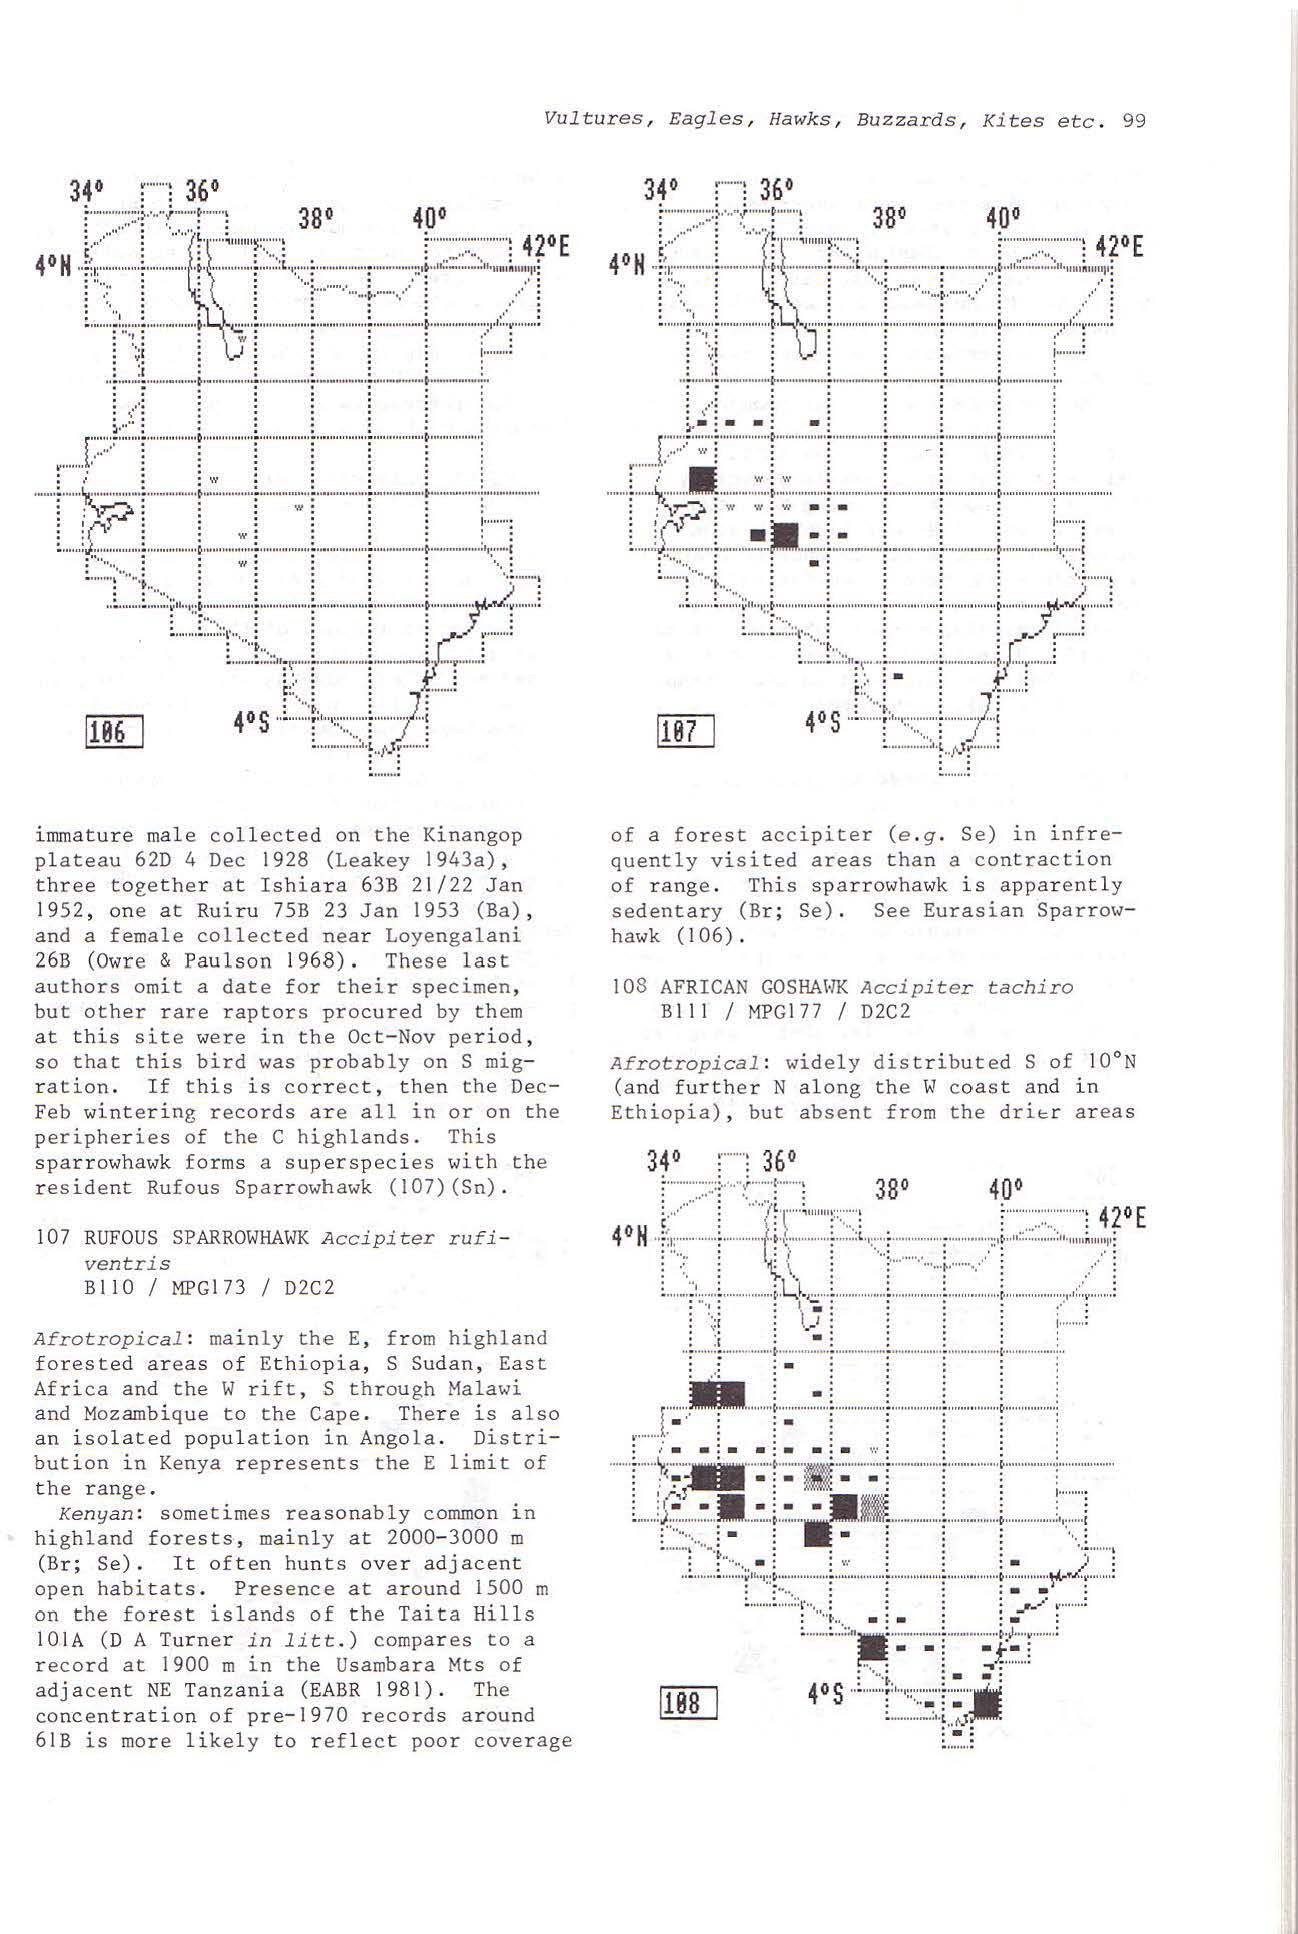 Vultures, Eagles, Hawks, Buzzards, Kites etc. 99
34° 36°
38° 40°
42°E
4°N
4°S
106
34° 36°
38° 40°
42°E
4°N
4°S
107
immature male collected on the Kinangop
plateau 62D 4 Dec 1928 (Leakey 1943a),
three together at Ishiara 63B 21/22 Jan
1952, one at Ruiru 75B 23 Jan 1953 (Ba),
and a female collected near Loyengalani
26B (Owre & Paulson 1968). These last
authors omit a date for their specimen,
but other rare raptors procured by them
at this site were in the Oct-Nov period,
so that this bird was probably on S mig-
ration. If this is correct, then the Dec-
Feb wintering records are all in or on the
peripheries of the C highlands. This
sparrowhawk forms a superspecies with the
resident Rufous Sparrowhawk (107)(Sn).
107 RUFOUS SPARROWHAWK Accipiter rufi-
ventris
B110 / MPG173 / D2C2
Afrotropical: mainly the E, from highland
forested areas of Ethiopia, S Sudan, East
Africa and the W rift, S through Malawi
and Mozambique to the Cape. There is also
an isolated population in Angola. Distri-
bution in Kenya represents the E limit of
the range.
Kenyan: sometimes reasonably common in
highland forests, mainly at 2000-3000 m
(Br; Se). It often hunts over adjacent
open habitats. Presence at around 1500 m
on the forest islands of the Taita Hills
101A (D A Turner in litt.) compares to a
record at 1900 m in the Usambara Mts of
adjacent NE Tanzania (EABR 1981). The
concentration of pre-1970 records around
61B is more likely to reflect poor coverage
of a forest accipiter (e.g. Se) in infre-
quently visited areas than a contraction
of range. This sparrowhawk is apparently
sedentary (Br; Se). See Eurasian Sparrow-
hawk (106).
108 AFRICAN GOSHAWK Accipiter tachiro
B111 / MPG177 / D2C2
Afrotropical: widely distributed S of 10°N
(and further N along the W coast and in
Ethiopia), but absent from the drier areas
34° 36°
38° 40°
42°E
4°N
4°S
108